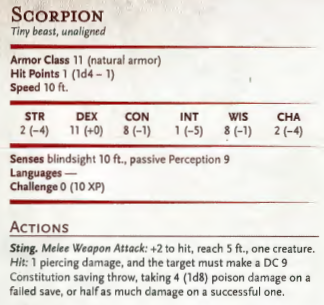 SCORPION
Tiny beast, unaligned
Armor Class 11 (natural armor)
Hit Points 1 (1d4 – 1)
Speed 10 ft.
STR DEX CON INT WIS CHA
2 (–4) 11 (+0) 8 (–1) 1 (–5) 8 (–1) 2 (–4)
Senses blindsight 10 ft., passive Perception 9
Languages —
Challenge 0 (10 XP)
ACTIONS
Sting. Melee Weapon Attack: +2 to hit, reach 5 ft., one creature.
Hit: 1 piercing damage, and the target must make a DC 9
Constitution saving throw, taking 4 (1d8) poison damage on a
failed save, or half as much damage on a successful one.